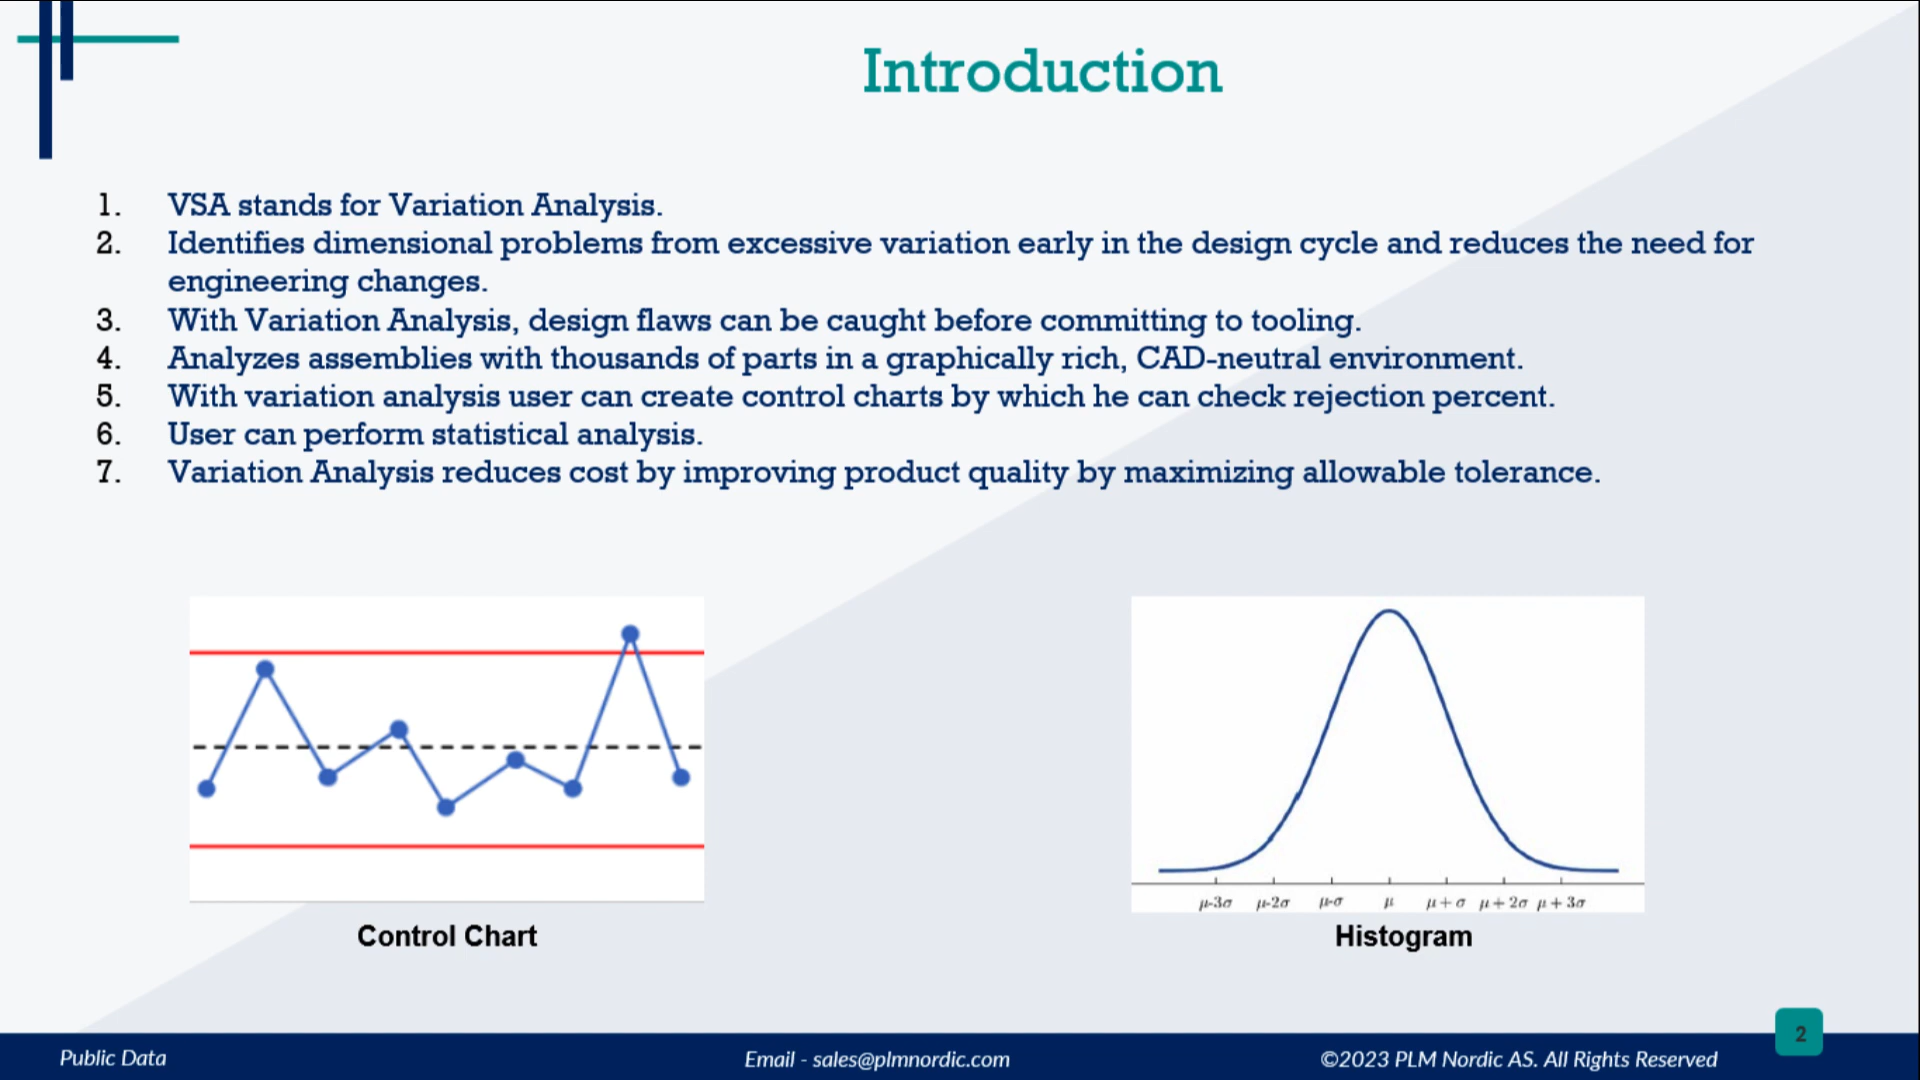 Introduction
1. VSA stands for Variation Analysis.
2. Identifies dimensional problems from excessive variation early in the design cycle and reduces the need for
engineering changes.
3. With Variation Analysis, design flaws can be caught before committing to tooling.
4. Analyzes assemblies with thousands of parts in a graphically rich, CAD-neutral environment.
5. With variation analysis user can create control charts by which he can check rejection percent.
6. User can perform statistical analysis.
7. Variation Analysis reduces cost by improving product quality by maximizing allowable tolerance.
μ-3σ μ-2σ μ-σ μ μ+σ μ+2σ μ+3σ
Control Chart
Histogram
2
Public Data
Email - sales@plmnordic.com
©2023 PLM Nordic AS. All Rights Reserved